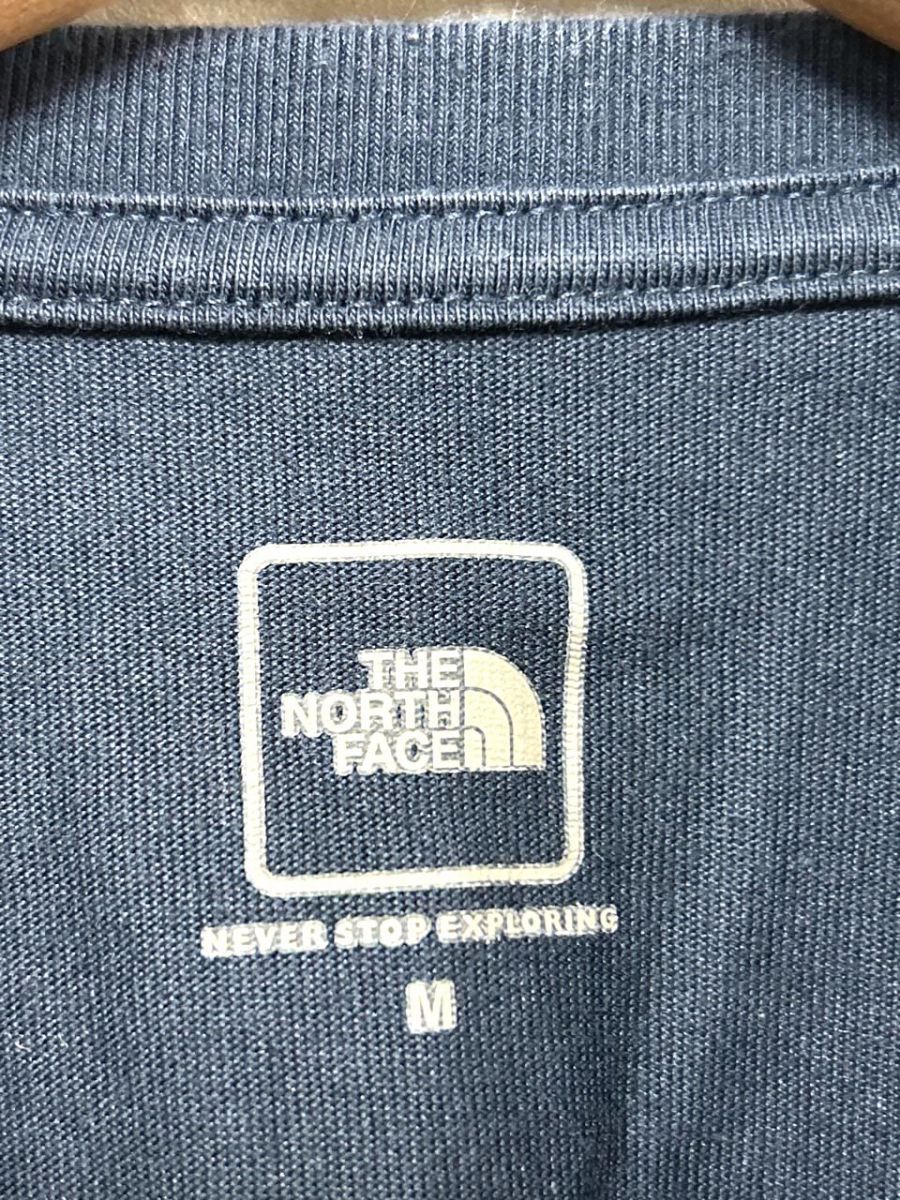 THE
NORTH
FACE
NEVER STOP EXPLORING
M